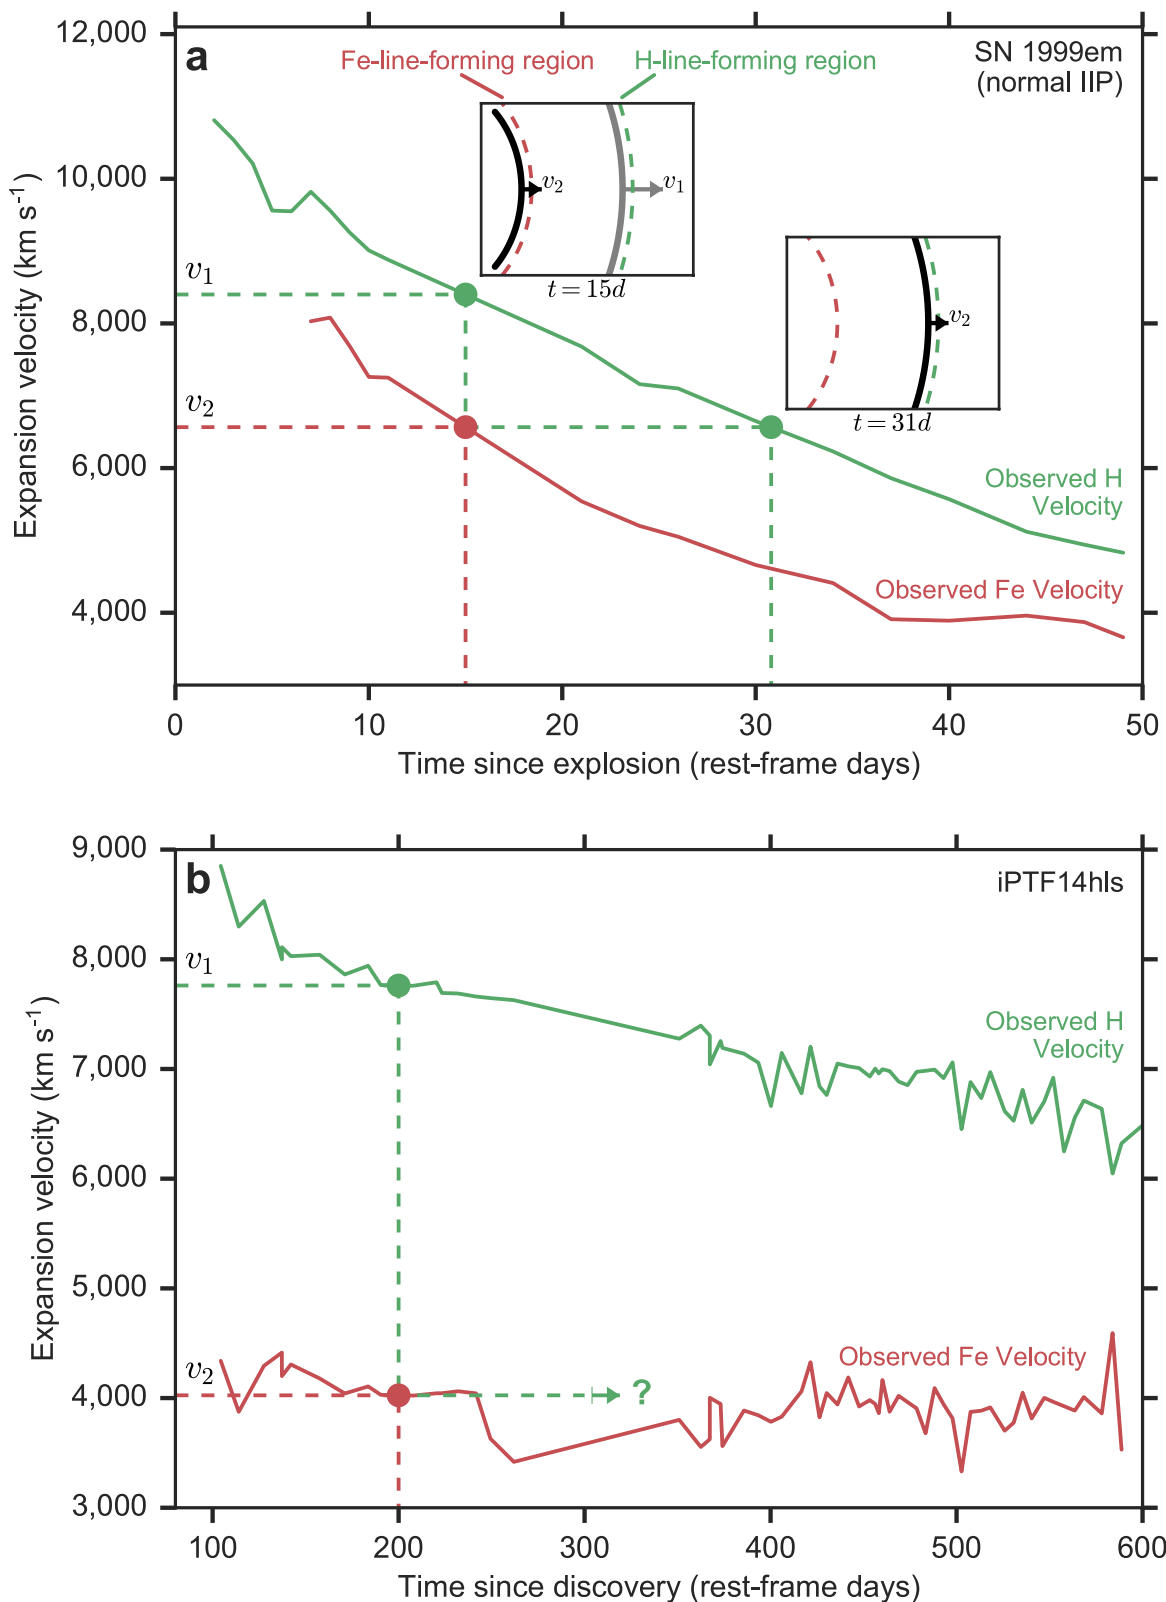 a
SN 1999em
(normal IIP)
Fe-line-forming region
H-line-forming region
12,000
10,000
8,000
6,000
4,000
Expansion velocity (km s⁻¹)
v₁
v₂
v₂
v₁
t = 15d
v₂
t = 31d
Observed H
Velocity
Observed Fe Velocity
0
10
20
30
40
50
Time since explosion (rest-frame days)
b
iPTF14hls
9,000
8,000
7,000
6,000
5,000
4,000
3,000
Expansion velocity (km s⁻¹)
v₁
Observed H
Velocity
v₂
?
Observed Fe Velocity
100
200
300
400
500
600
Time since discovery (rest-frame days)